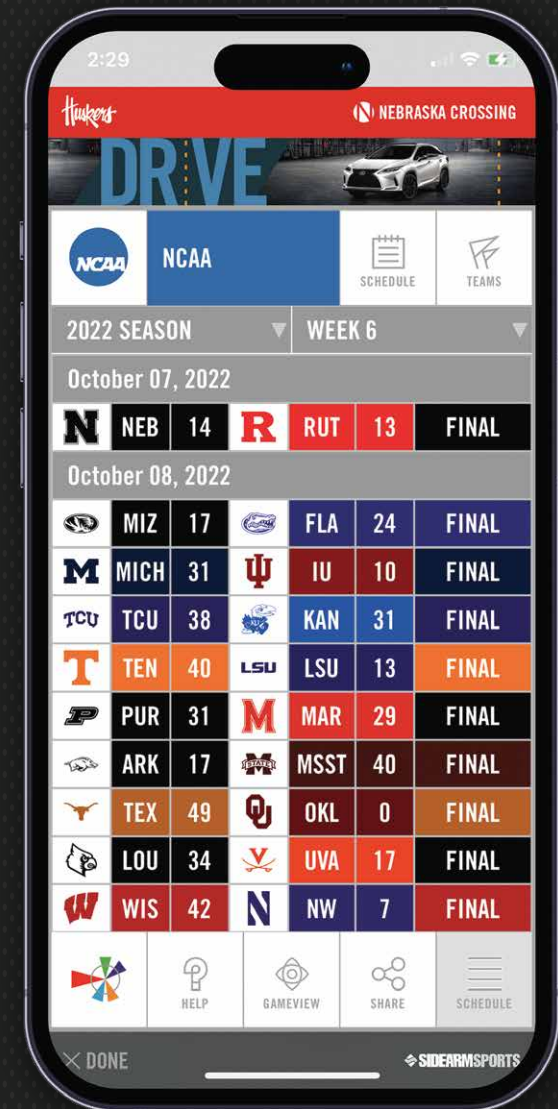 2:29
Huskers N NEBRASKA CROSSING
DRIVE
NCAA NCAA SCHEDULE TEAMS
2022 SEASON WEEK 6
October 07, 2022
N NEB 14 R RUT 13 FINAL
October 08, 2022
MIZ 17 Gators FLA 24 FINAL
M MICH 31 IU 10 FINAL
TCU TCU 38 KU KAN 31 FINAL
T TEN 40 LSU LSU 13 FINAL
P PUR 31 M MAR 29 FINAL
ARK 17 M STATE MSST 40 FINAL
TEX 49 OU OKL 0 FINAL
LOU 34 V UVA 17 FINAL
W WIS 42 N NW 7 FINAL
HELP GAMEVIEW SHARE SCHEDULE
× DONE SIDEARMSPORTS